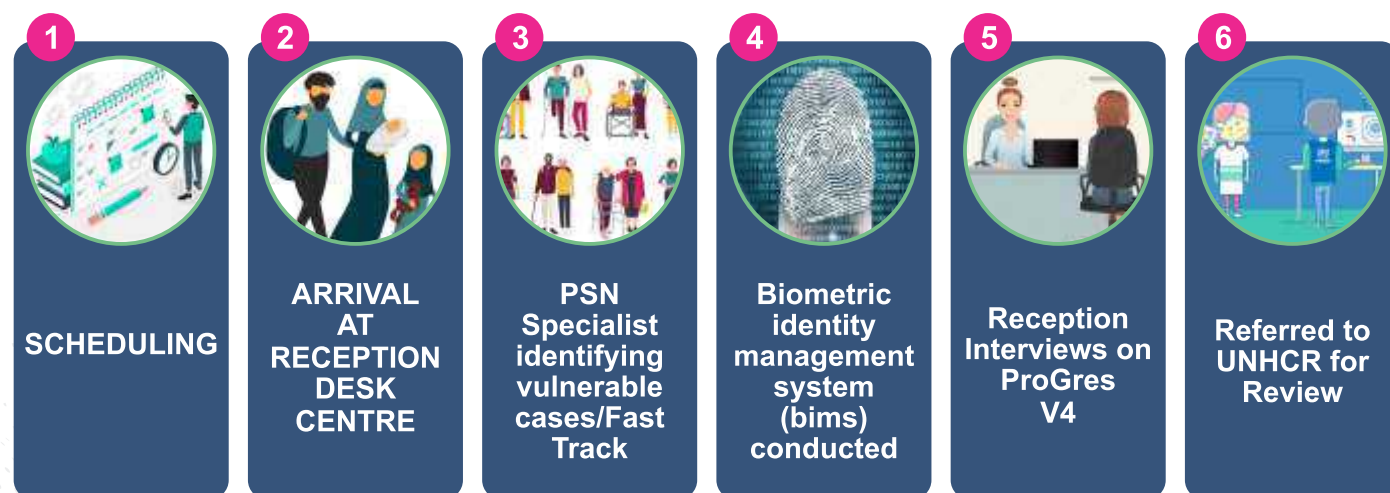 1
SCHEDULING
2
ARRIVAL
AT
RECEPTION
DESK
CENTRE
3
PSN
Specialist
identifying
vulnerable
cases/Fast
Track
4
Biometric
identity
management
system
(bims)
conducted
5
Reception
Interviews on
ProGres
V4
6
Referred to
UNHCR for
Review